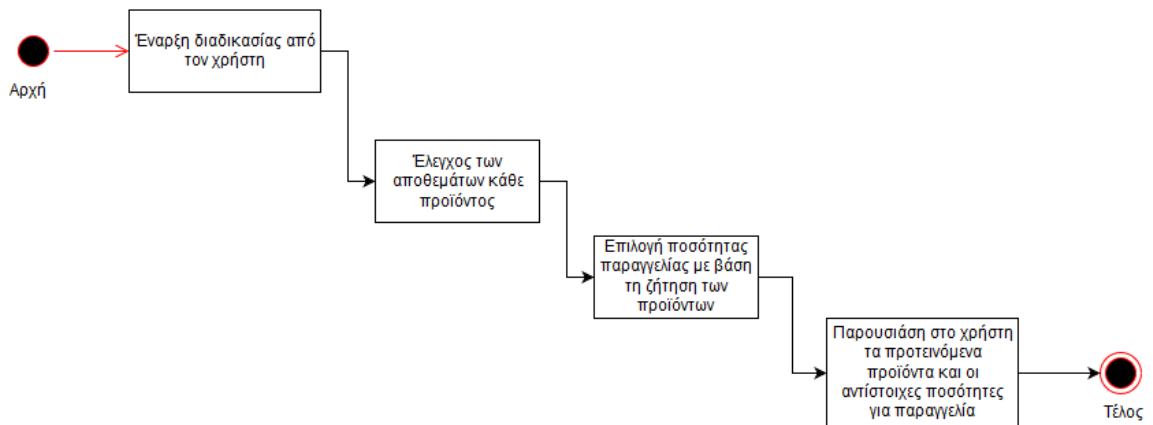 Έναρξη διαδικασίας από
τον χρήστη
Αρχή
Έλεγχος των
αποθεμάτων κάθε
προϊόντος
Επιλογή ποσότητας
παραγγελίας με βάση
τη ζήτηση των
προϊόντων
Παρουσιάση στο χρήστη
τα προτεινόμενα
προϊόντα και οι
αντίστοιχες ποσότητες
για παραγγελία
Τέλος